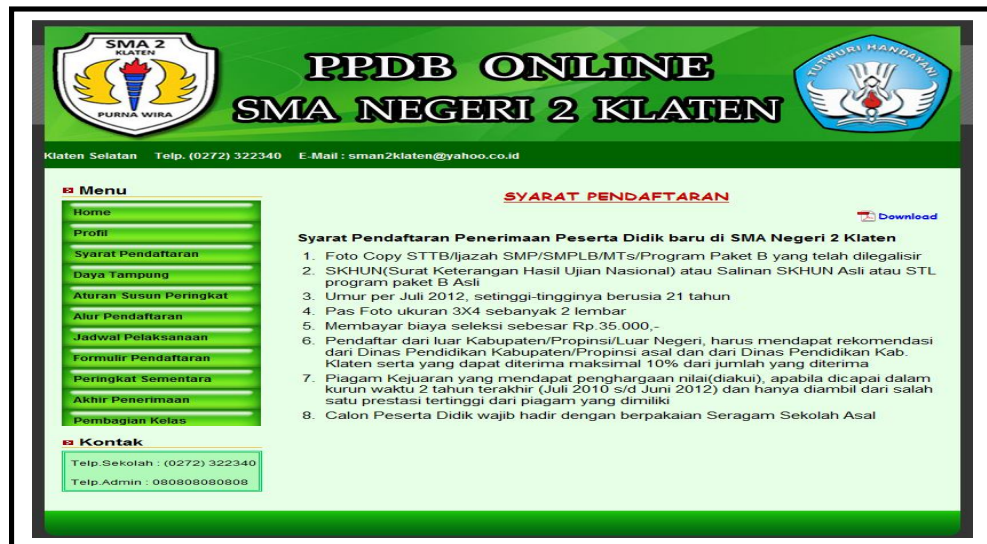 SMA 2
KLATEN
PURNA WIRA
PPDB ONLINE
SMA NEGERI 2 KLATEN
TUTWURI HANDAYANI
Klaten Selatan Telp. (0272) 322340 E-Mail : sman2klaten@yahoo.co.id
Menu
Home
Profil
Syarat Pendaftaran
Daya Tampung
Aturan Susun Peringkat
Alur Pendaftaran
Jadwal Pelaksanaan
Formulir Pendaftaran
Peringkat Sementara
Akhir Penerimaan
Pembagian Kelas
Kontak
Telp.Sekolah : (0272) 322340
Telp.Admin : 080808080808
SYARAT PENDAFTARAN
Download
Syarat Pendaftaran Penerimaan Peserta Didik baru di SMA Negeri 2 Klaten
1. Foto Copy STTB/Ijazah SMP/SMPLB/MTs/Program Paket B yang telah dilegalisir
2. SKHUN(Surat Keterangan Hasil Ujian Nasional) atau Salinan SKHUN Asli atau STL
program paket B Asli
3. Umur per Juli 2012, setinggi-tingginya berusia 21 tahun
4. Pas Foto ukuran 3X4 sebanyak 2 lembar
5. Membayar biaya seleksi sebesar Rp.35.000,-
6. Pendaftar dari luar Kabupaten/Propinsi/Luar Negeri, harus mendapat rekomendasi
dari Dinas Pendidikan Kabupaten/Propinsi asal dan dari Dinas Pendidikan Kab.
Klaten serta yang dapat diterima maksimal 10% dari jumlah yang diterima
7. Piagam Kejuaran yang mendapat penghargaan nilai(diakui), apabila dicapai dalam
kurun waktu 2 tahun terakhir (Juli 2010 s/d Juni 2012) dan hanya diambil dari salah
satu prestasi tertinggi dari piagam yang dimiliki
8. Calon Peserta Didik wajib hadir dengan berpakaian Seragam Sekolah Asal